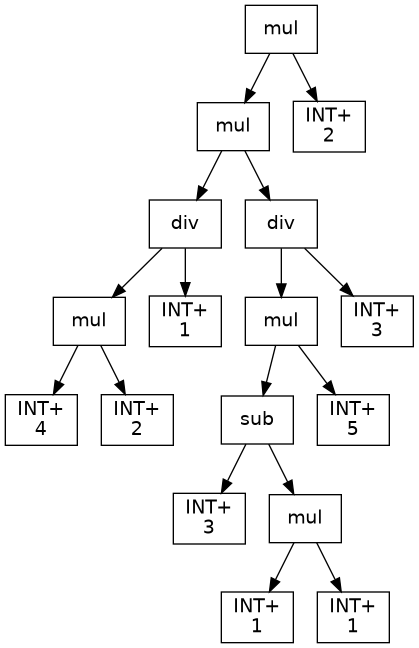 mul
mul
INT+
2
div
div
mul
INT+
1
mul
INT+
3
INT+
4
INT+
2
sub
INT+
5
INT+
3
mul
INT+
1
INT+
1